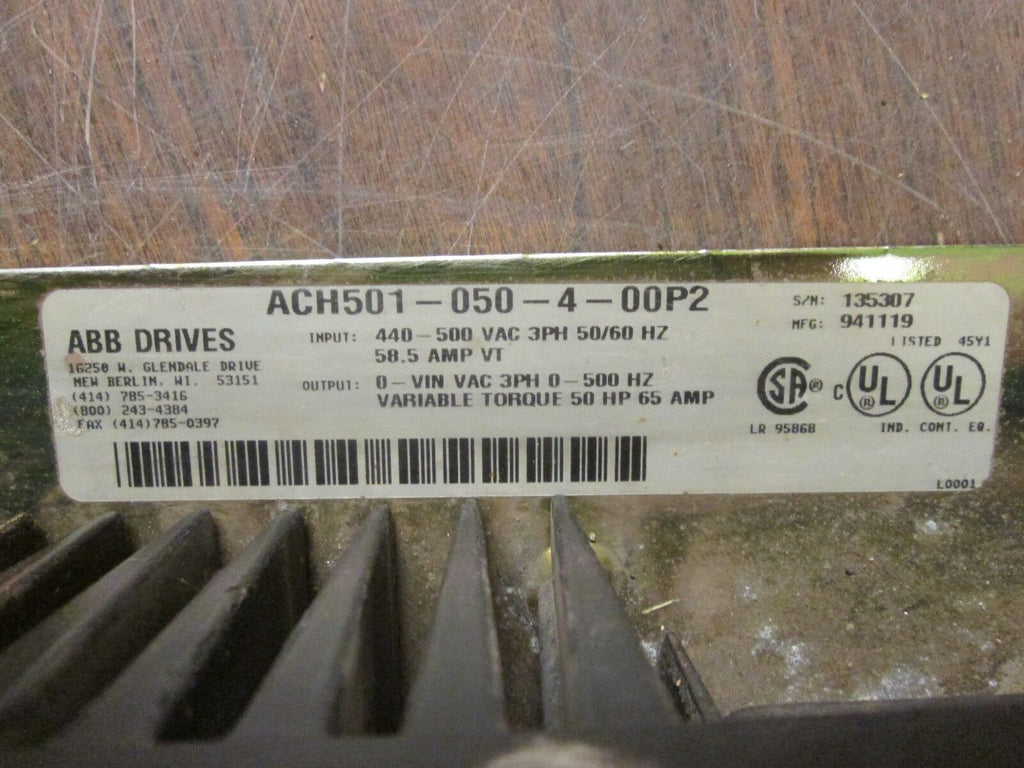 ACH501-050-4-00P2
S/N: 135307
MFG: 941119
LISTED 45Y1
ABB DRIVES
16250 W. GLENDALE DRIVE
NEW BERLIN, WI. 53151
(414) 785-3416
(800) 243-4384
FAX (414)785-0397
INPUT: 440-500 VAC 3PH 50/60 HZ
58.5 AMP VT
OUTPUT: 0-VIN VAC 3PH 0-500 HZ
VARIABLE TORQUE 50 HP 65 AMP
SA® C UL® UL®
LR 95868 IND. CONT. EQ.
L0001